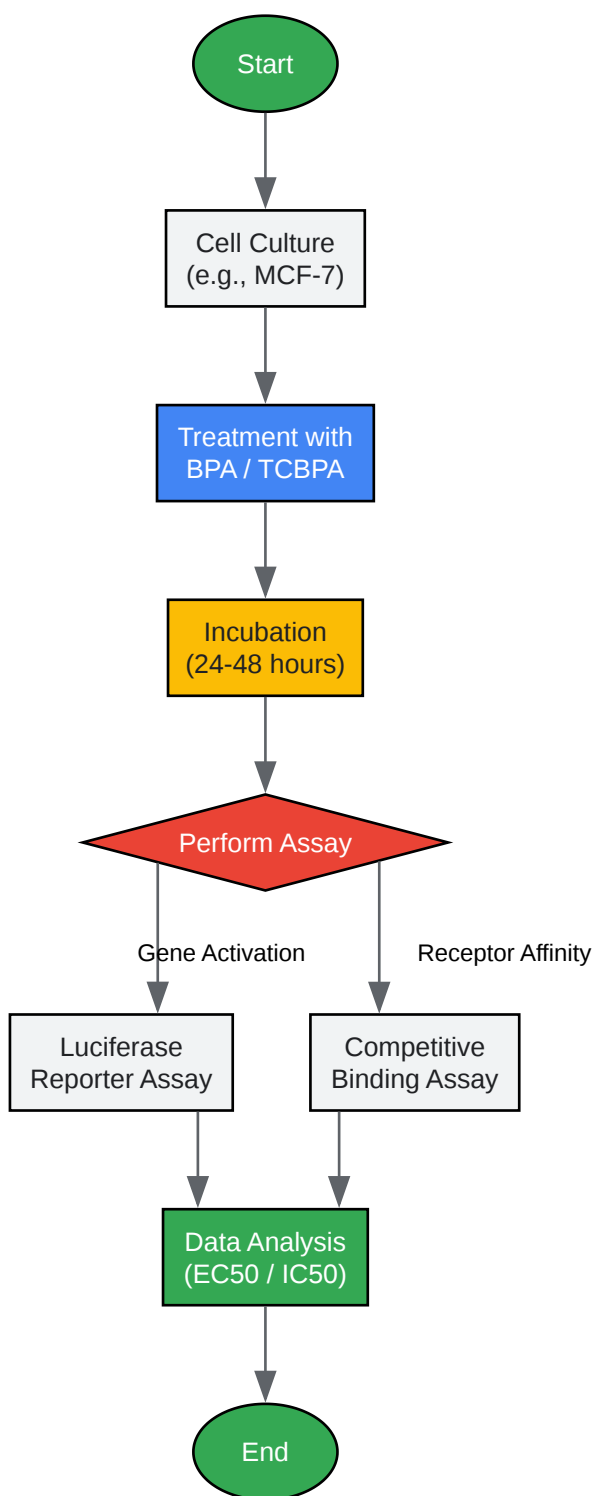 Start
Cell Culture
(e.g., MCF-7)
Treatment with
BPA / TCBPA
Incubation
(24-48 hours)
Perform Assay
Gene Activation
Receptor Affinity
Luciferase
Reporter Assay
Competitive
Binding Assay
Data Analysis
(EC50 / IC50)
End